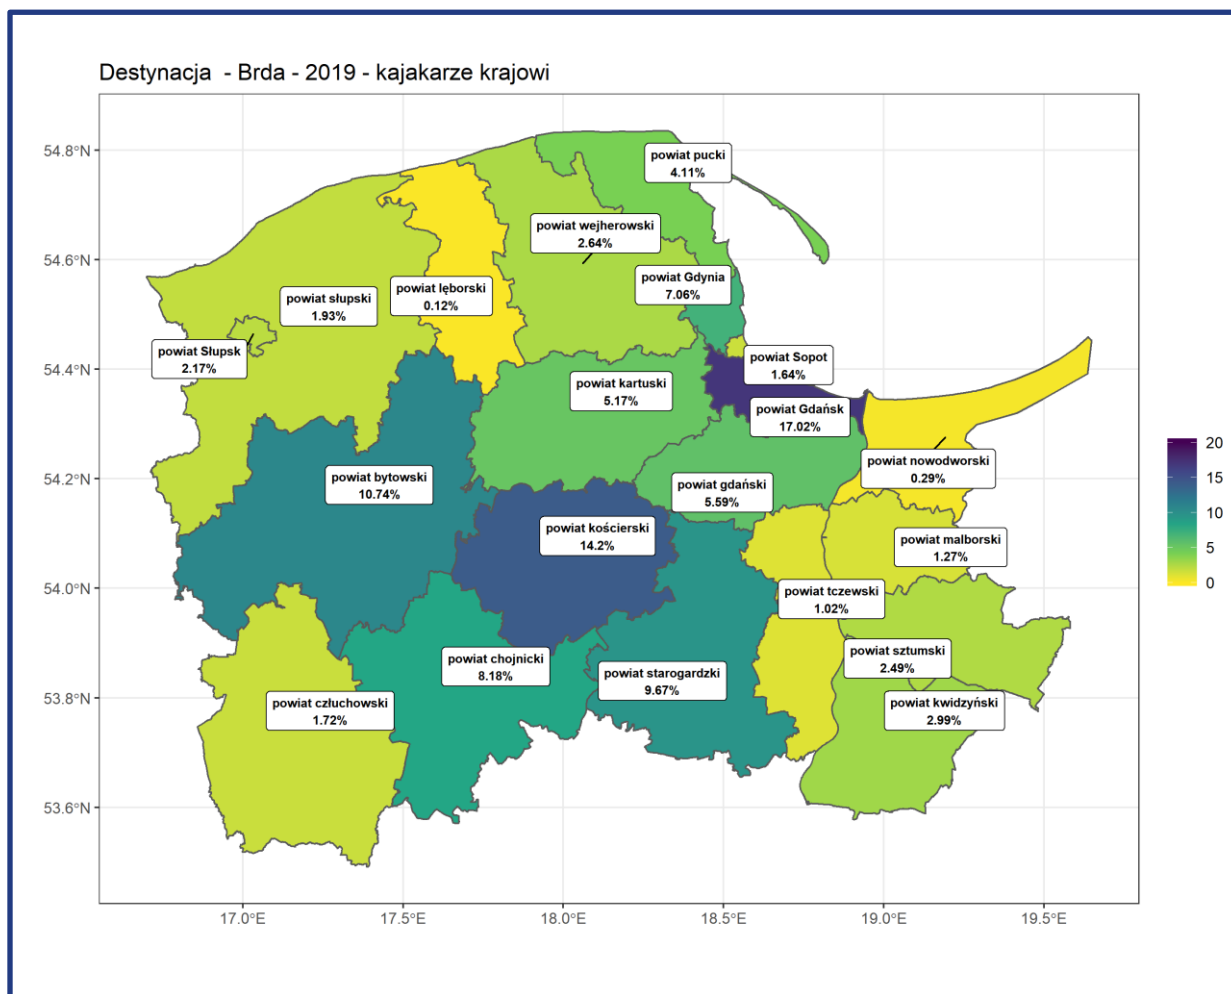 Destynacja  - Brda - 2019 - kajakarze krajowi
54.8°N
54.6°N
54.4°N
54.2°N
54.0°N
53.8°N
53.6°N
powiat pucki
4.11%
powiat wejherowski
2.64%
powiat Gdynia
7.06%
powiat lęborski
0.12%
powiat słupski
1.93%
powiat Słupsk
2.17%
powiat Sopot
1.64%
powiat kartuski
5.17%
powiat Gdańsk
17.02%
powiat nowodworski
0.29%
powiat bytowski
10.74%
powiat gdański
5.59%
powiat kościerski
14.2%
powiat malborski
1.27%
powiat tczewski
1.02%
powiat sztumski
2.49%
powiat chojnicki
8.18%
powiat starogardzki
9.67%
powiat człuchowski
1.72%
powiat kwidzyński
2.99%
20
15
10
5
0
17.0°E
17.5°E
18.0°E
18.5°E
19.0°E
19.5°E